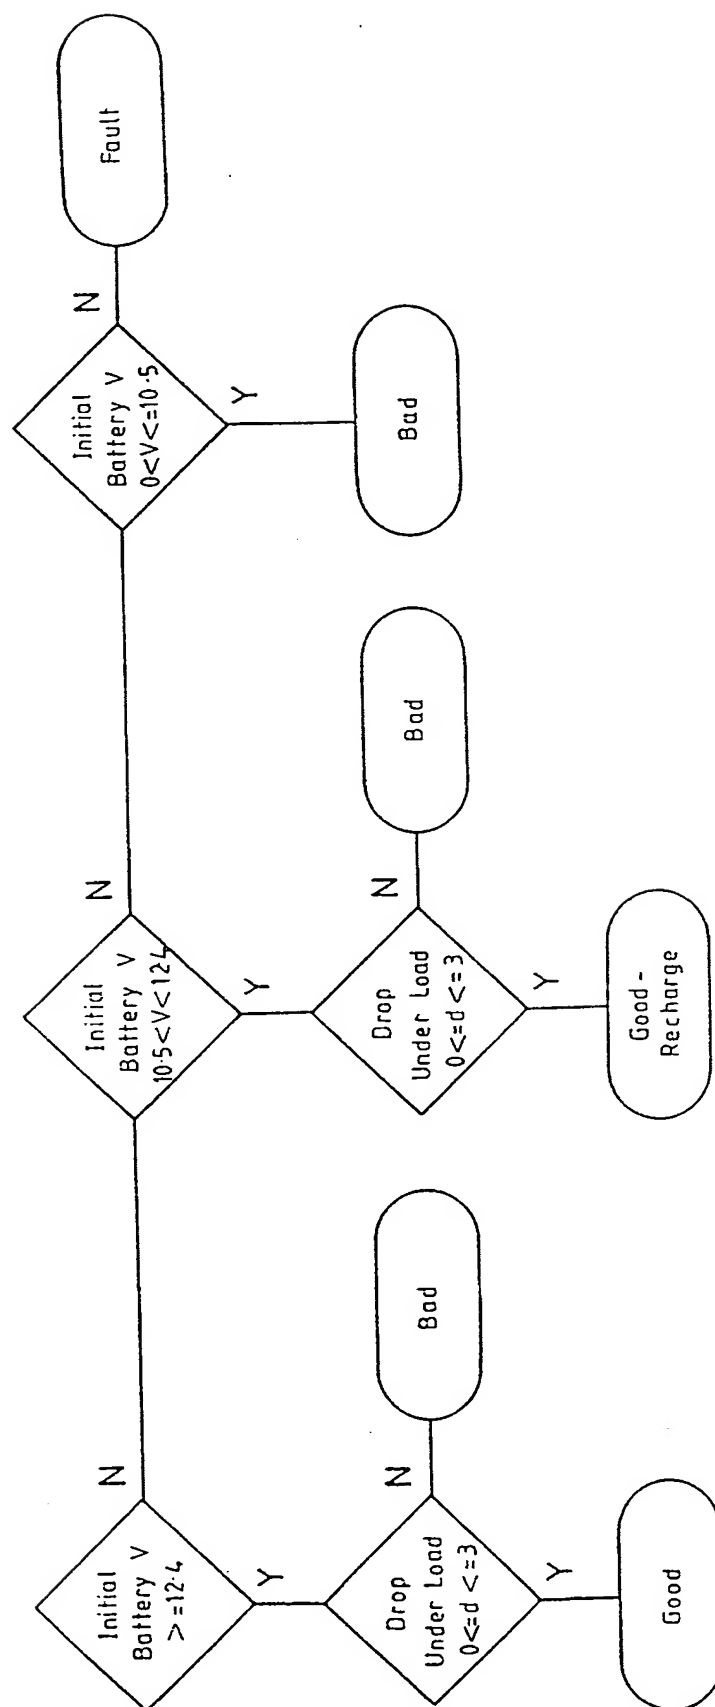 Initial
Battery V
>=12·4
N
Y
Drop
Under Load
0<=d <=3
N
Bad
Y
Good
Initial
Battery V
10·5<V<12·4
N
Y
Drop
Under Load
0<=d <=3
N
Bad
Y
Good-
Recharge
Initial
Battery V
0<V<=10·5
N
Fault
Y
Bad